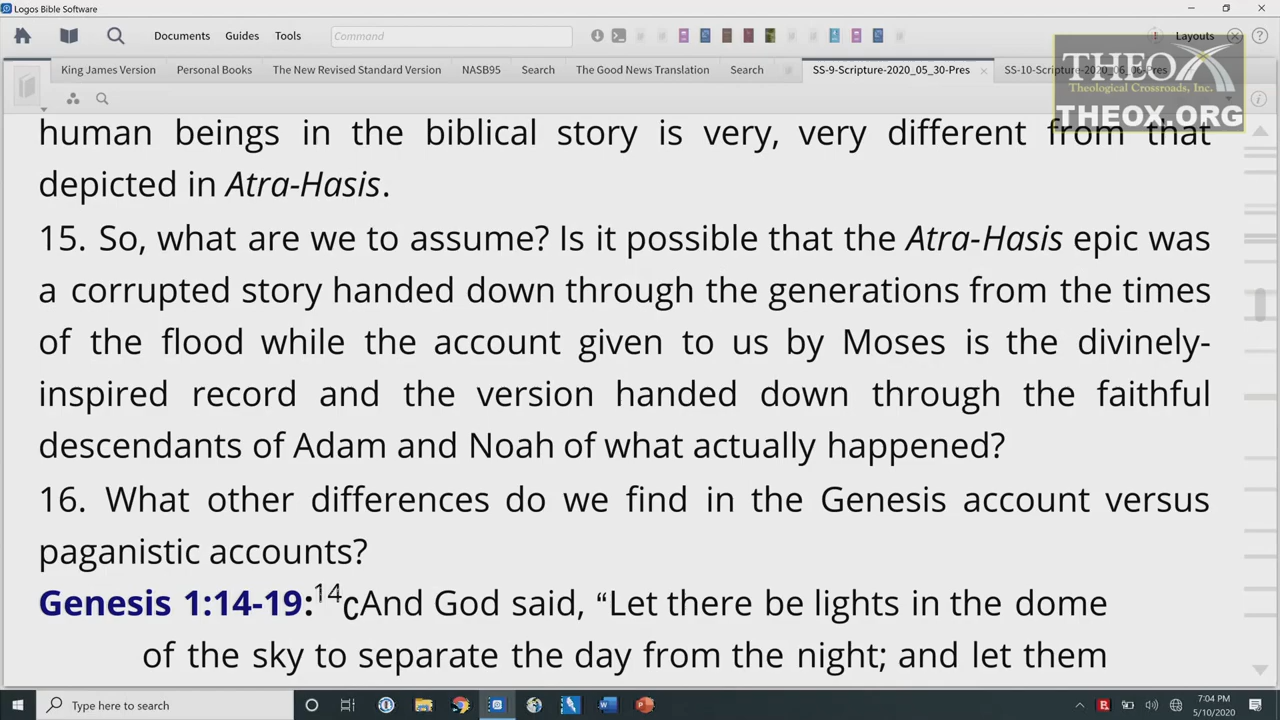 Logos Bible Software
Documents Guides Tools Command Layouts
King James Version Personal Books The New Revised Standard NASB95 Search The Good News Translation Search SS-9-Scripture-2020_05_30-Pres SS-10-Scripture-2020_06_06-Pres
THEOX
Theological Crossroads, Inc.
THEOX.ORG
human beings in the biblical story is very, very different from that
depicted in Atra-Hasis.
15. So, what are we to assume? Is it possible that the Atra-Hasis epic was
a corrupted story handed down through the generations from the times
of the flood while the account given to us by Moses is the divinely-
inspired record and the version handed down through the faithful
descendants of Adam and Noah of what actually happened?
16. What other differences do we find in the Genesis account versus
paganistic accounts?
Genesis 1:14-19:14CAnd God said, “Let there be lights in the dome
of the sky to separate the day from the night; and let them
Type here to search
7:04 PM
5/10/2020